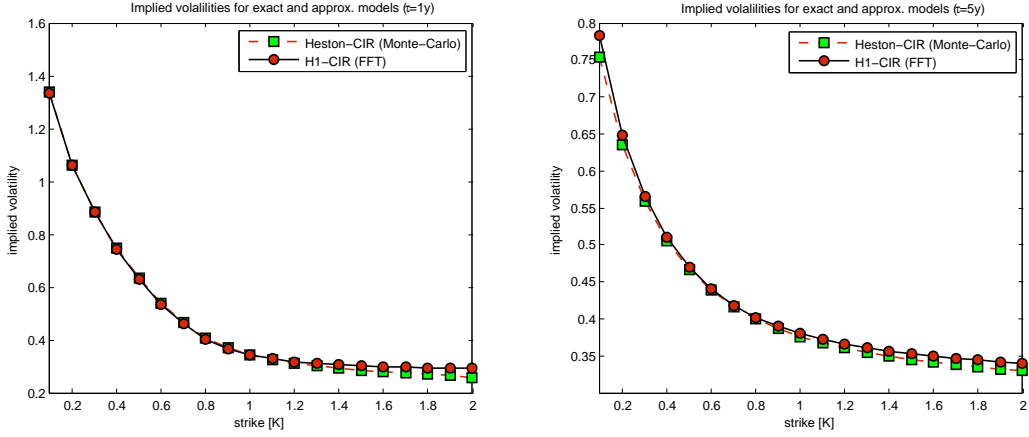 Implied volalilities for exact and approx. models (τ=1y)
1.6
1.4
1.2
1
0.8
0.6
0.4
0.2
implied volatility
Heston−CIR (Monte−Carlo)
H1−CIR (FFT)
0.2 0.4 0.6 0.8 1 1.2 1.4 1.6 1.8 2
strike [K]
Implied volalilities for exact and approx. models (τ=5y)
0.8
0.75
0.7
0.65
0.6
0.55
0.5
0.45
0.4
0.35
implied volatility
Heston−CIR (Monte−Carlo)
H1−CIR (FFT)
0.2 0.4 0.6 0.8 1 1.2 1.4 1.6 1.8 2
strike [K]